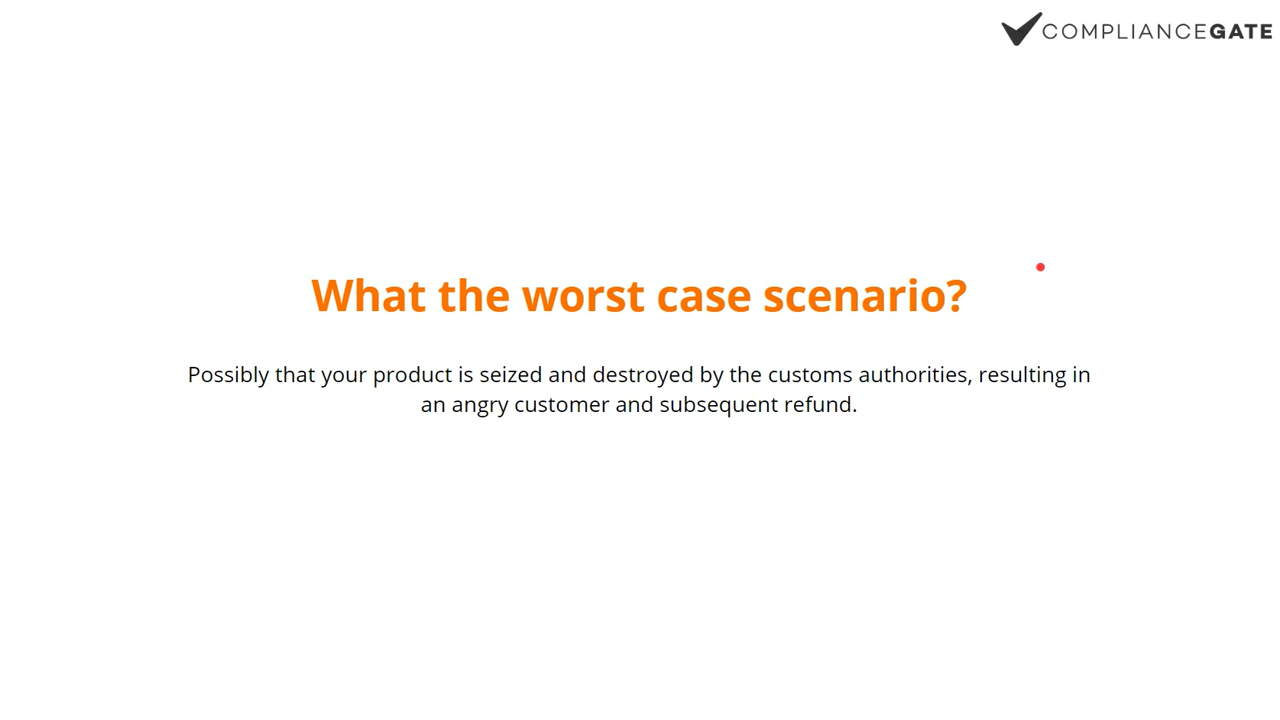 COMPLIANCEGATE
What the worst case scenario?
Possibly that your product is seized and destroyed by the customs authorities, resulting in
an angry customer and subsequent refund.